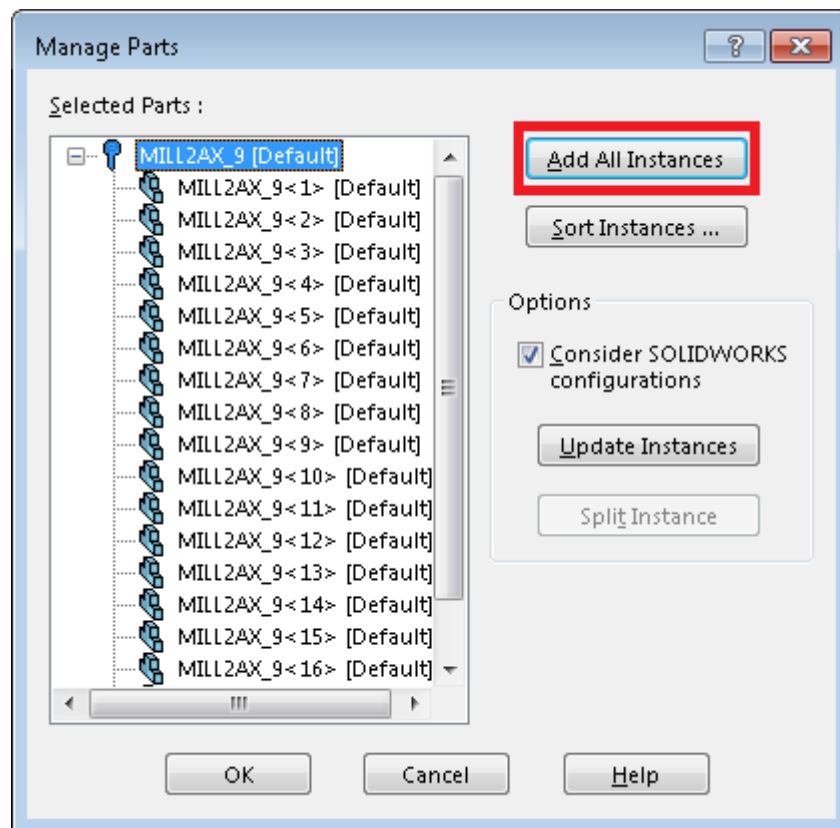 Manage Parts
Selected Parts :
MILL2AX_9 [Default]
MILL2AX_9<1> [Default]
MILL2AX_9<2> [Default]
MILL2AX_9<3> [Default]
MILL2AX_9<4> [Default]
MILL2AX_9<5> [Default]
MILL2AX_9<6> [Default]
MILL2AX_9<7> [Default]
MILL2AX_9<8> [Default]
MILL2AX_9<9> [Default]
MILL2AX_9<10> [Default]
MILL2AX_9<11> [Default]
MILL2AX_9<12> [Default]
MILL2AX_9<13> [Default]
MILL2AX_9<14> [Default]
MILL2AX_9<15> [Default]
MILL2AX_9<16> [Default]
Add All Instances
Sort Instances ...
Options
Consider SOLIDWORKS
configurations
Update Instances
Split Instance
OK
Cancel
Help